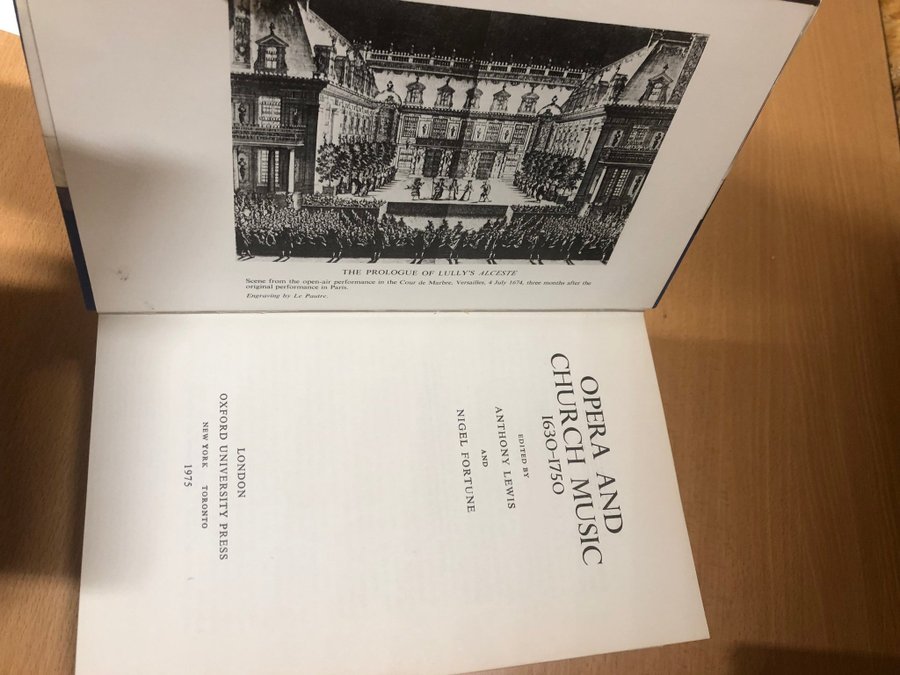 THE PROLOGUE OF LULLY'S ALCESTE
Scene from the open-air performance in the Cour de Marbre, Versailles, 4 July 1674, three months after the
original performance in Paris.
Engraving by Le Pautre.
OPERA AND
CHURCH MUSIC
1630-1750
EDITED BY
ANTHONY LEWIS
AND
NIGEL FORTUNE
LONDON
OXFORD UNIVERSITY PRESS
NEW YORK TORONTO
1975